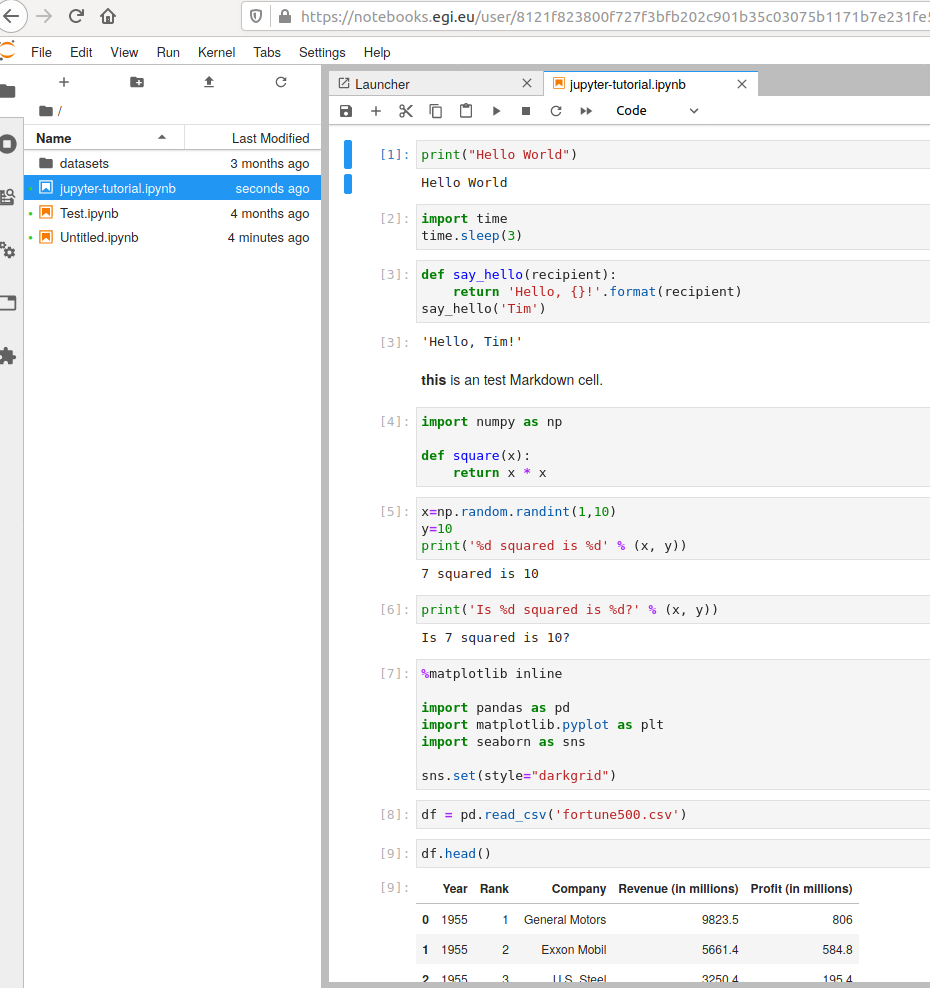 https://notebooks.egi.eu/user/8121f823800f727f3bfb202c901b35c03075b1171b7e231fe
File Edit View Run Kernel Tabs Settings Help
Launcher
jupyter-tutorial.ipynb
/
Code
Name Last Modified
datasets 3 months ago
jupyter-tutorial.ipynb seconds ago
Test.ipynb 4 months ago
Untitled.ipynb 4 minutes ago
[1]: print("Hello World")
Hello World
[2]: import time
time.sleep(3)
[3]: def say_hello(recipient):
    return 'Hello, {}!'.format(recipient)
say_hello('Tim')
[3]: 'Hello, Tim!'
this is an test Markdown cell.
[4]: import numpy as np
def square(x):
    return x * x
[5]: x=np.random.randint(1,10)
y=10
print('%d squared is %d' % (x, y))
7 squared is 10
[6]: print('Is %d squared is %d?' % (x, y))
Is 7 squared is 10?
[7]: %matplotlib inline
import pandas as pd
import matplotlib.pyplot as plt
import seaborn as sns
sns.set(style="darkgrid")
[8]: df = pd.read_csv('fortune500.csv')
[9]: df.head()
[9]: Year Rank Company Revenue (in millions) Profit (in millions)
0 1955 1 General Motors 9823.5 806
1 1955 2 Exxon Mobil 5661.4 584.8
2 1955 3 U.S. Steel 3250.4 195.4